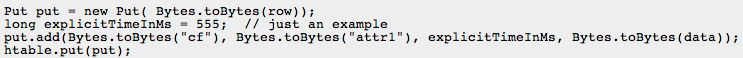 Put put = new Put( Bytes.toBytes(row));
long explicitTimeInMs = 555;  // just an example
put.add(Bytes.toBytes("cf"), Bytes.toBytes("attr1"), explicitTimeInMs, Bytes.toBytes(data));
htable.put(put);